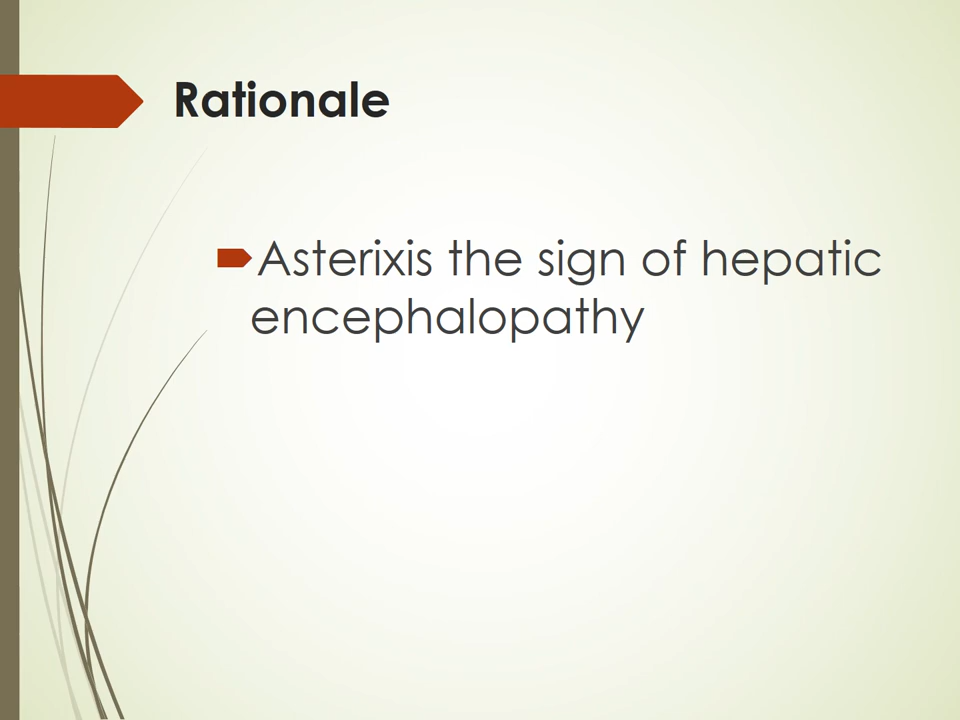 Rationale
Asterixis the sign of hepatic
encephalopathy